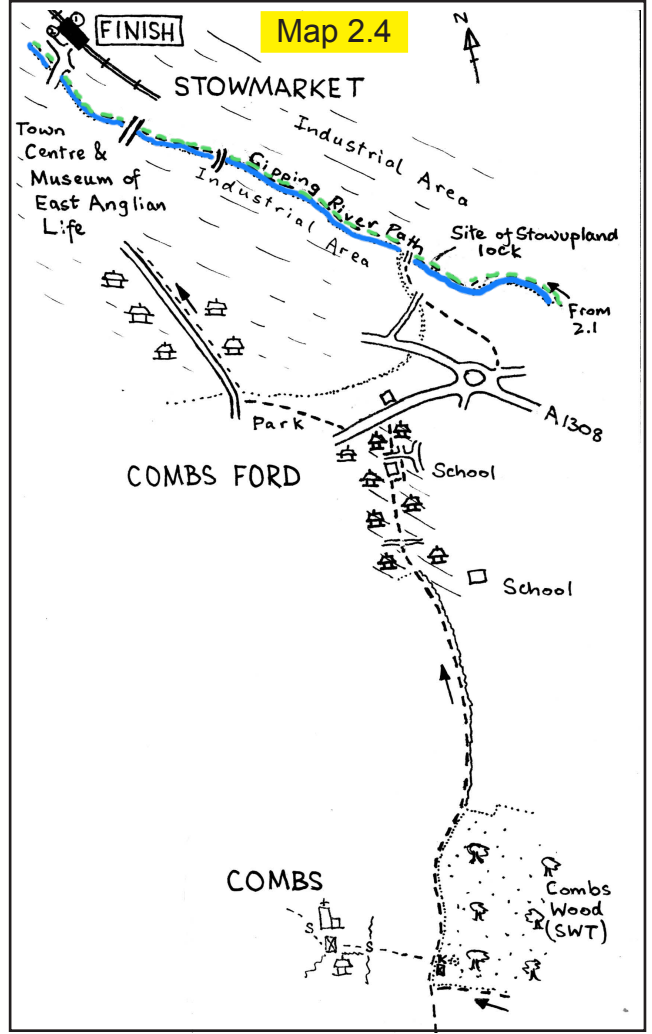 FINISH
Map 2.4
N
STOWMARKET
Industrial Area
Town
Centre &
Museum of
East Anglian
Life
Gipping River Path
Industrial Area
Site of Stowupland
lock
From
2.1
A1308
Park
COMBS FORD
School
School
COMBS
S
S
Combs
Wood
(SWT)